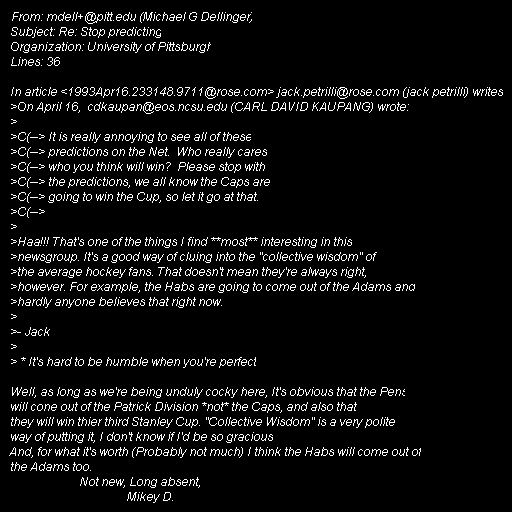 From: mdell+@pitt.edu (Michael G Dellinger)
Subject: Re: Stop predicting
Organization: University of Pittsburgh
Lines: 36

In article <1993Apr16.233148.9711@rose.com> jack.petrilli@rose.com (jack petrilli) writes
>On April 16,  cdkaupan@eos.ncsu.edu (CARL DAVID KAUPANG) wrote:
>
>C(--> It is really annoying to see all of these
>C(--> predictions on the Net.  Who really cares
>C(--> who you think will win?  Please stop with
>C(--> the predictions, we all know the Caps are
>C(--> going to win the Cup, so let it go at that.
>C(-->
>
>Haa!!! That's one of the things I find **most** interesting in this
>newsgroup. It's a good way of cluing into the "collective wisdom" of
>the average hockey fans. That doesn't mean they're always right,
>however. For example, the Habs are going to come out of the Adams and
>hardly anyone believes that right now.
>
>- Jack
>
> * It's hard to be humble when you're perfect

Well, as long as we're being unduly cocky here, It's obvious that the Pens
will cone out of the Patrick Division *not* the Caps, and also that
they will win thier third Stanley Cup. "Collective Wisdom" is a very polite
way of putting it, I don't know if I'd be so gracious
And, for what it's worth (Probably not much) I think the Habs will come out of
the Adams too.
Not new, Long absent,
Mikey D.